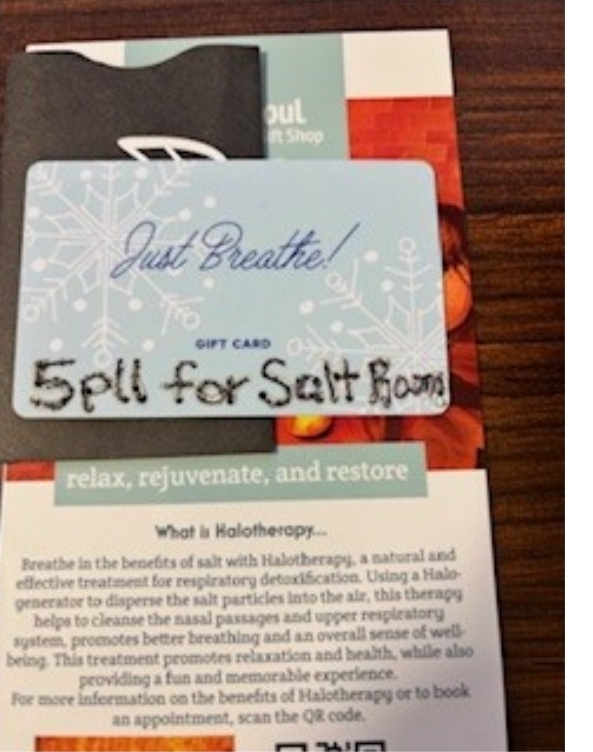 oul
ft Shop
Just Breathe!
GIFT CARD
5pll for Salt Rooms
relax, rejuvenate, and restore
What is Halotherapy...
Breathe in the benefits of salt with Halotherapy, a natural and
effective treatment for respiratory detoxification. Using a Halo-
generator to disperse the salt particles into the air, this therapy
helps to cleanse the nasal passages and upper respiratory
system, promotes better breathing and an overall sense of well-
being. This treatment promotes relaxation and health, while also
providing a fun and memorable experience.
For more information on the benefits of Halotherapy or to book
an appointment, scan the QR code.